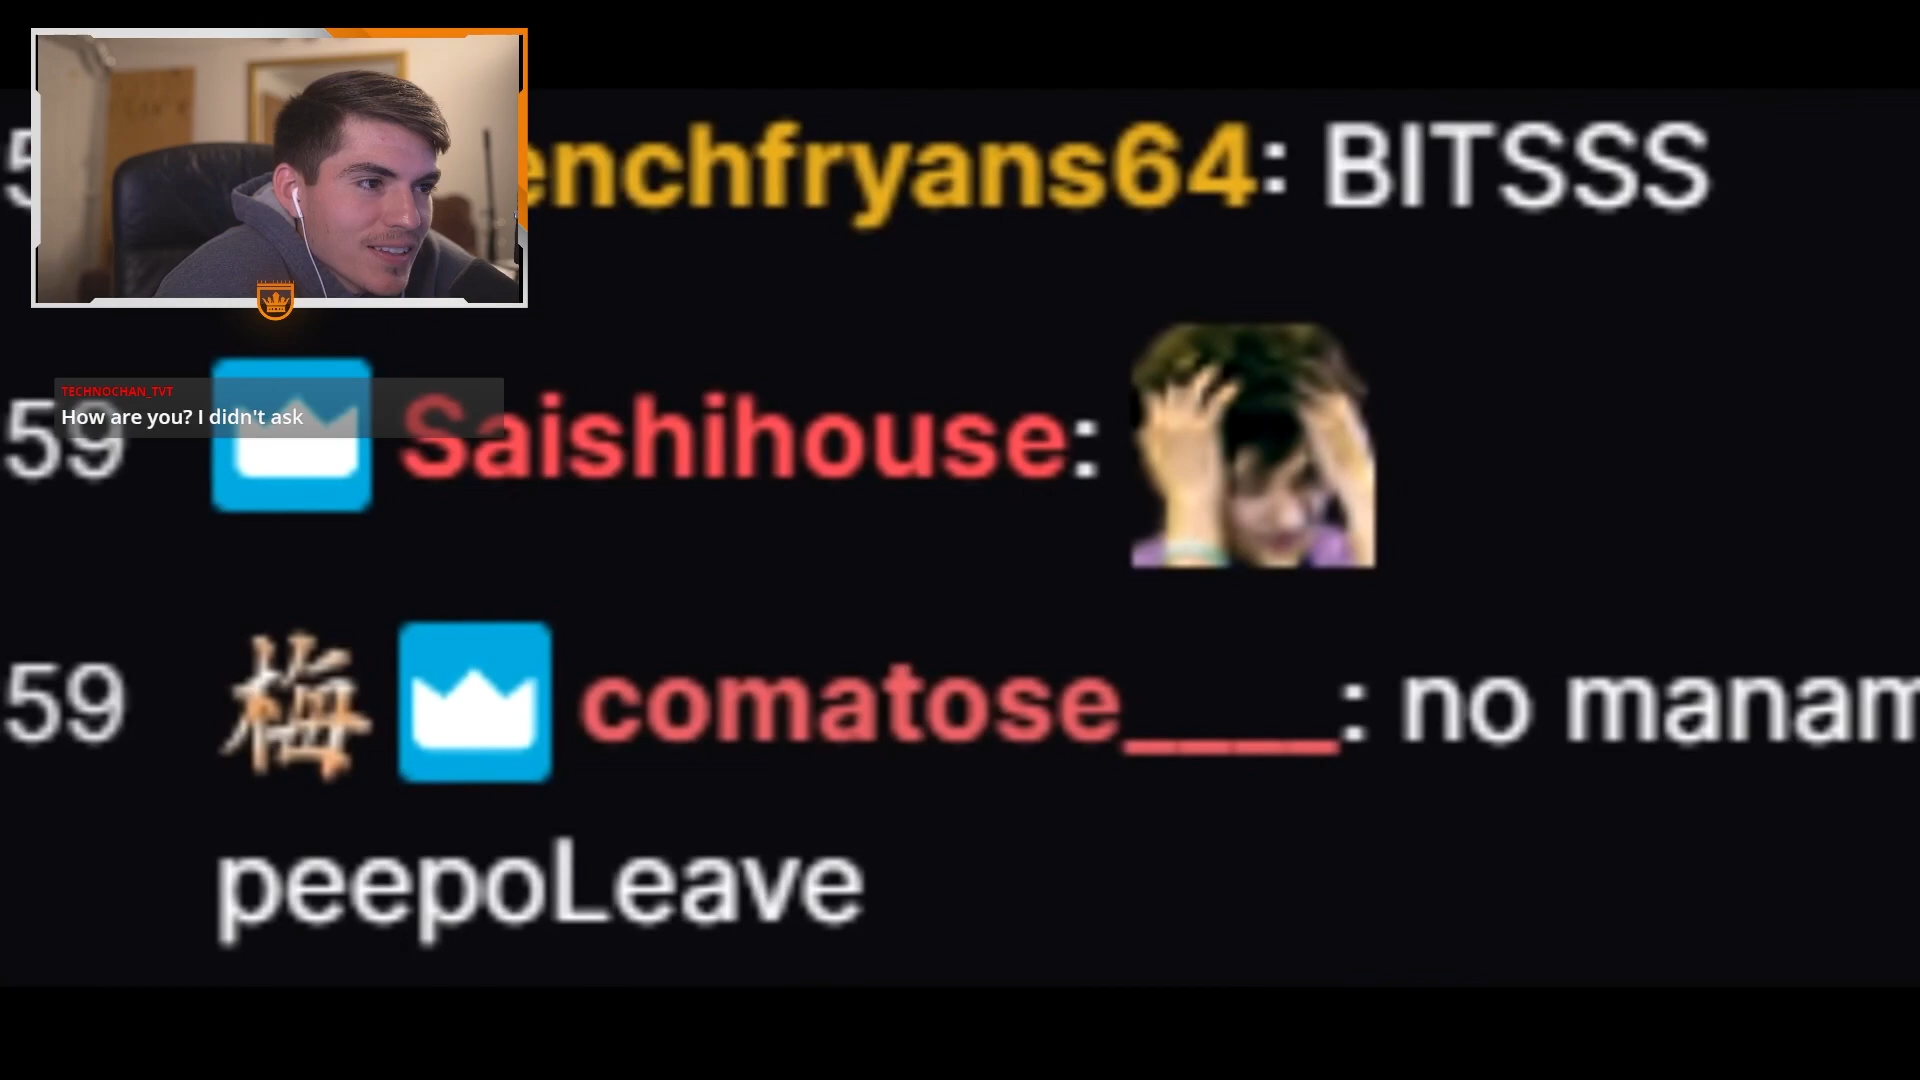 enchfryans64: BITSSS
TECHNOCHAN_TVT
How are you? I didn't ask
59 Saishihouse:
59 梅 comatose____: no manam
peepoLeave